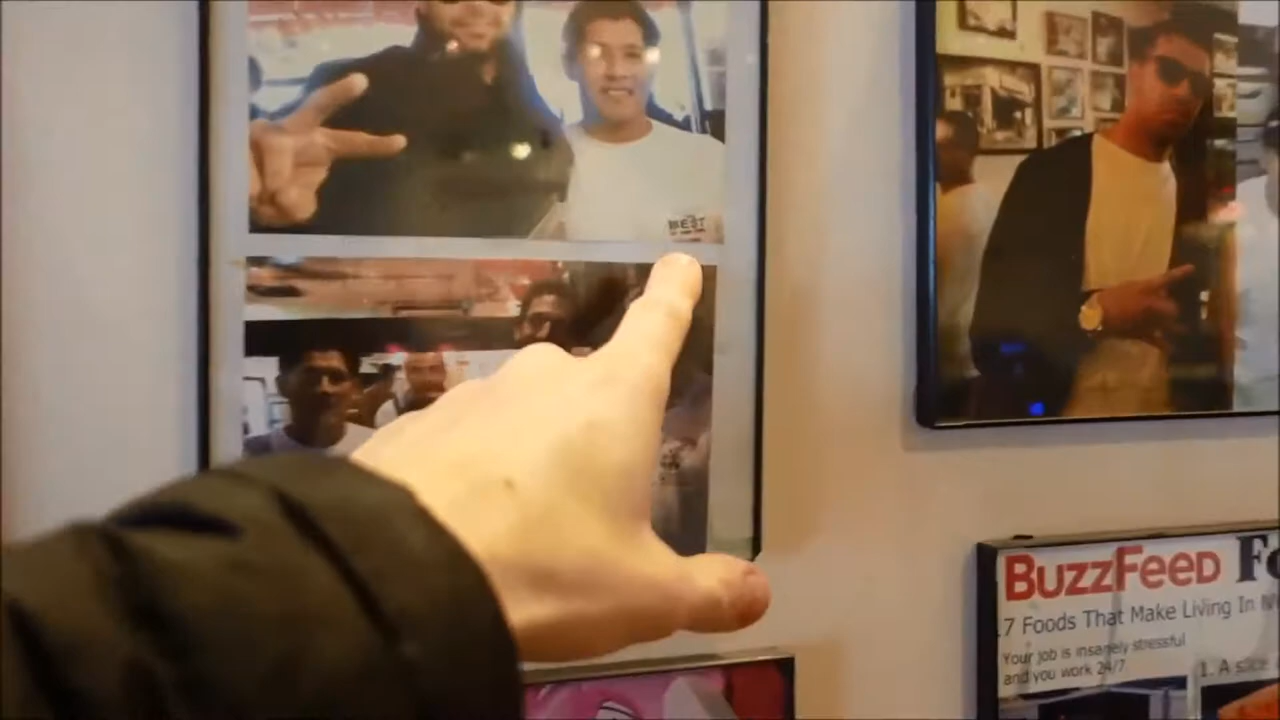 BEST
BuzzFeed
7 Foods That Make Living In
Your job is insanely stressful
and you work 24/7
1. A slice